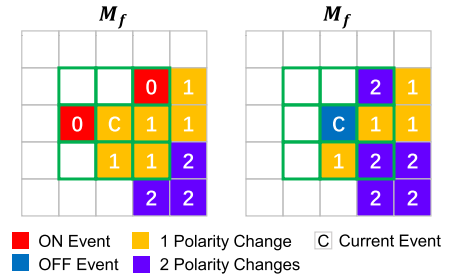 M_f M_f
0 1 2 1
0 C 1 1 C 1 1
1 1 2 1 2 2
2 2 2 2
ON Event 1 Polarity Change C Current Event
OFF Event 2 Polarity Changes